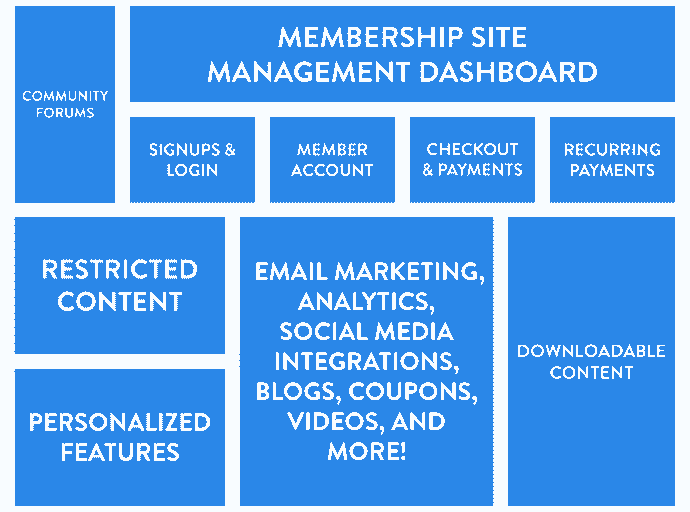 MEMBERSHIP SITE
MANAGEMENT DASHBOARD
COMMUNITY
FORUMS
SIGNUPS &
LOGIN
MEMBER
ACCOUNT
CHECKOUT
& PAYMENTS
RECURRING
PAYMENTS
RESTRICTED
CONTENT
EMAIL MARKETING,
ANALYTICS,
SOCIAL MEDIA
INTEGRATIONS,
BLOGS, COUPONS,
VIDEOS, AND
MORE!
DOWNLOADABLE
CONTENT
PERSONALIZED
FEATURES